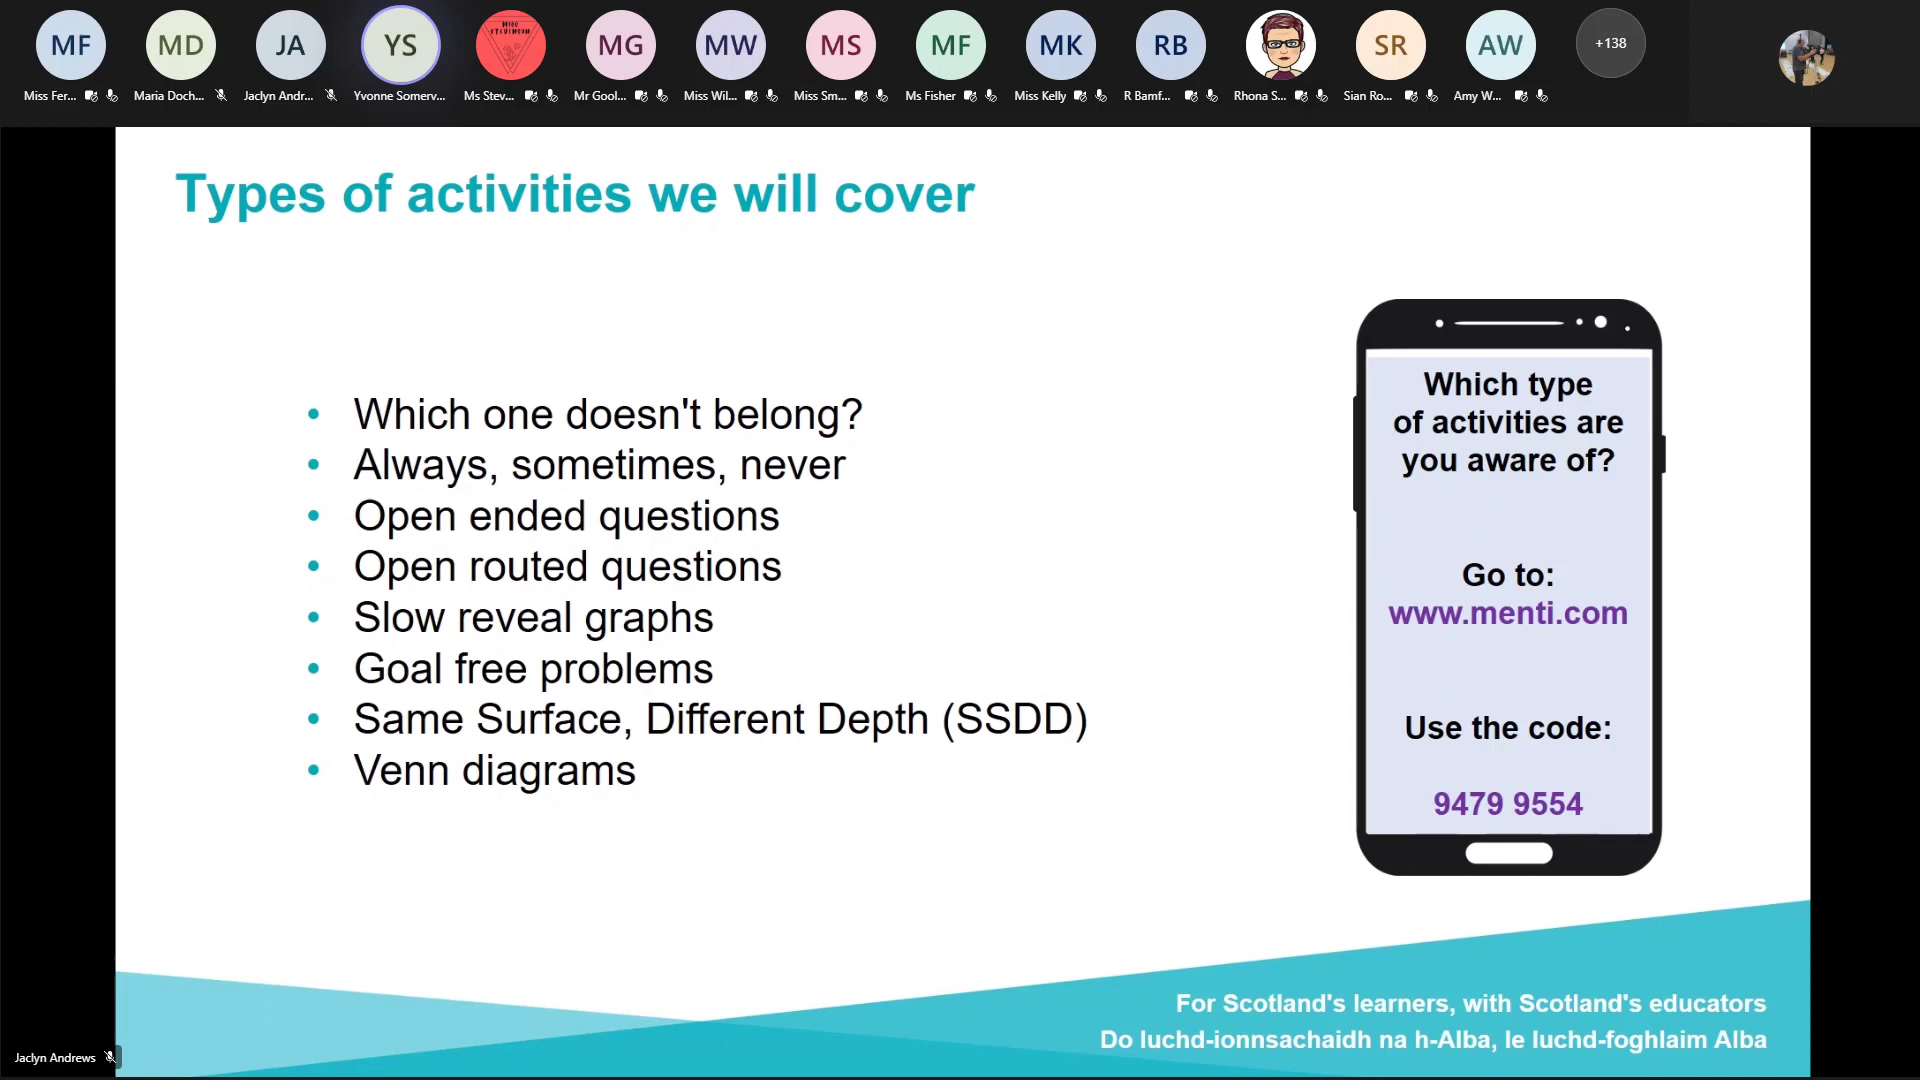 MF
MD
JA
YS
MISS
STEVENSON
MG
MW
MS
MF
MK
RB
SR
AW
+138
Miss Fer...
Maria Doch...
Jaclyn Andr...
Yvonne Somerv...
Ms Stev...
Mr Gool...
Miss Wil...
Miss Sm...
Ms Fisher
Miss Kelly
R Bamf...
Rhona S...
Sian Ro...
Amy W...
Types of activities we will cover
• Which one doesn't belong?
• Always, sometimes, never
• Open ended questions
• Open routed questions
• Slow reveal graphs
• Goal free problems
• Same Surface, Different Depth (SSDD)
• Venn diagrams
Which type
of activities are
you aware of?
Go to:
www.menti.com
Use the code:
9479 9554
For Scotland's learners, with Scotland's educators
Do luchd-ionnsachaidh na h-Alba, le luchd-foghlaim Alba
Jaclyn Andrews